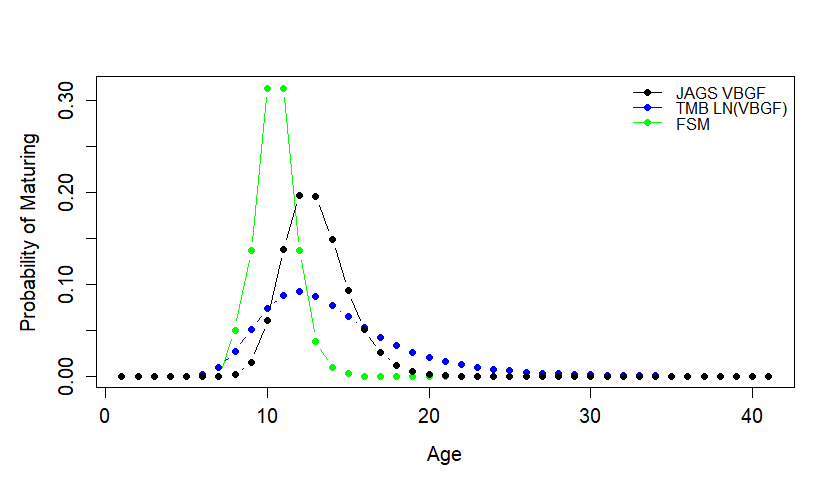 JAGS VBGF
TMB LN(VBGF)
FSM
Probability of Maturing
0.30
0.20
0.10
0.00
0 10 20 30 40
Age